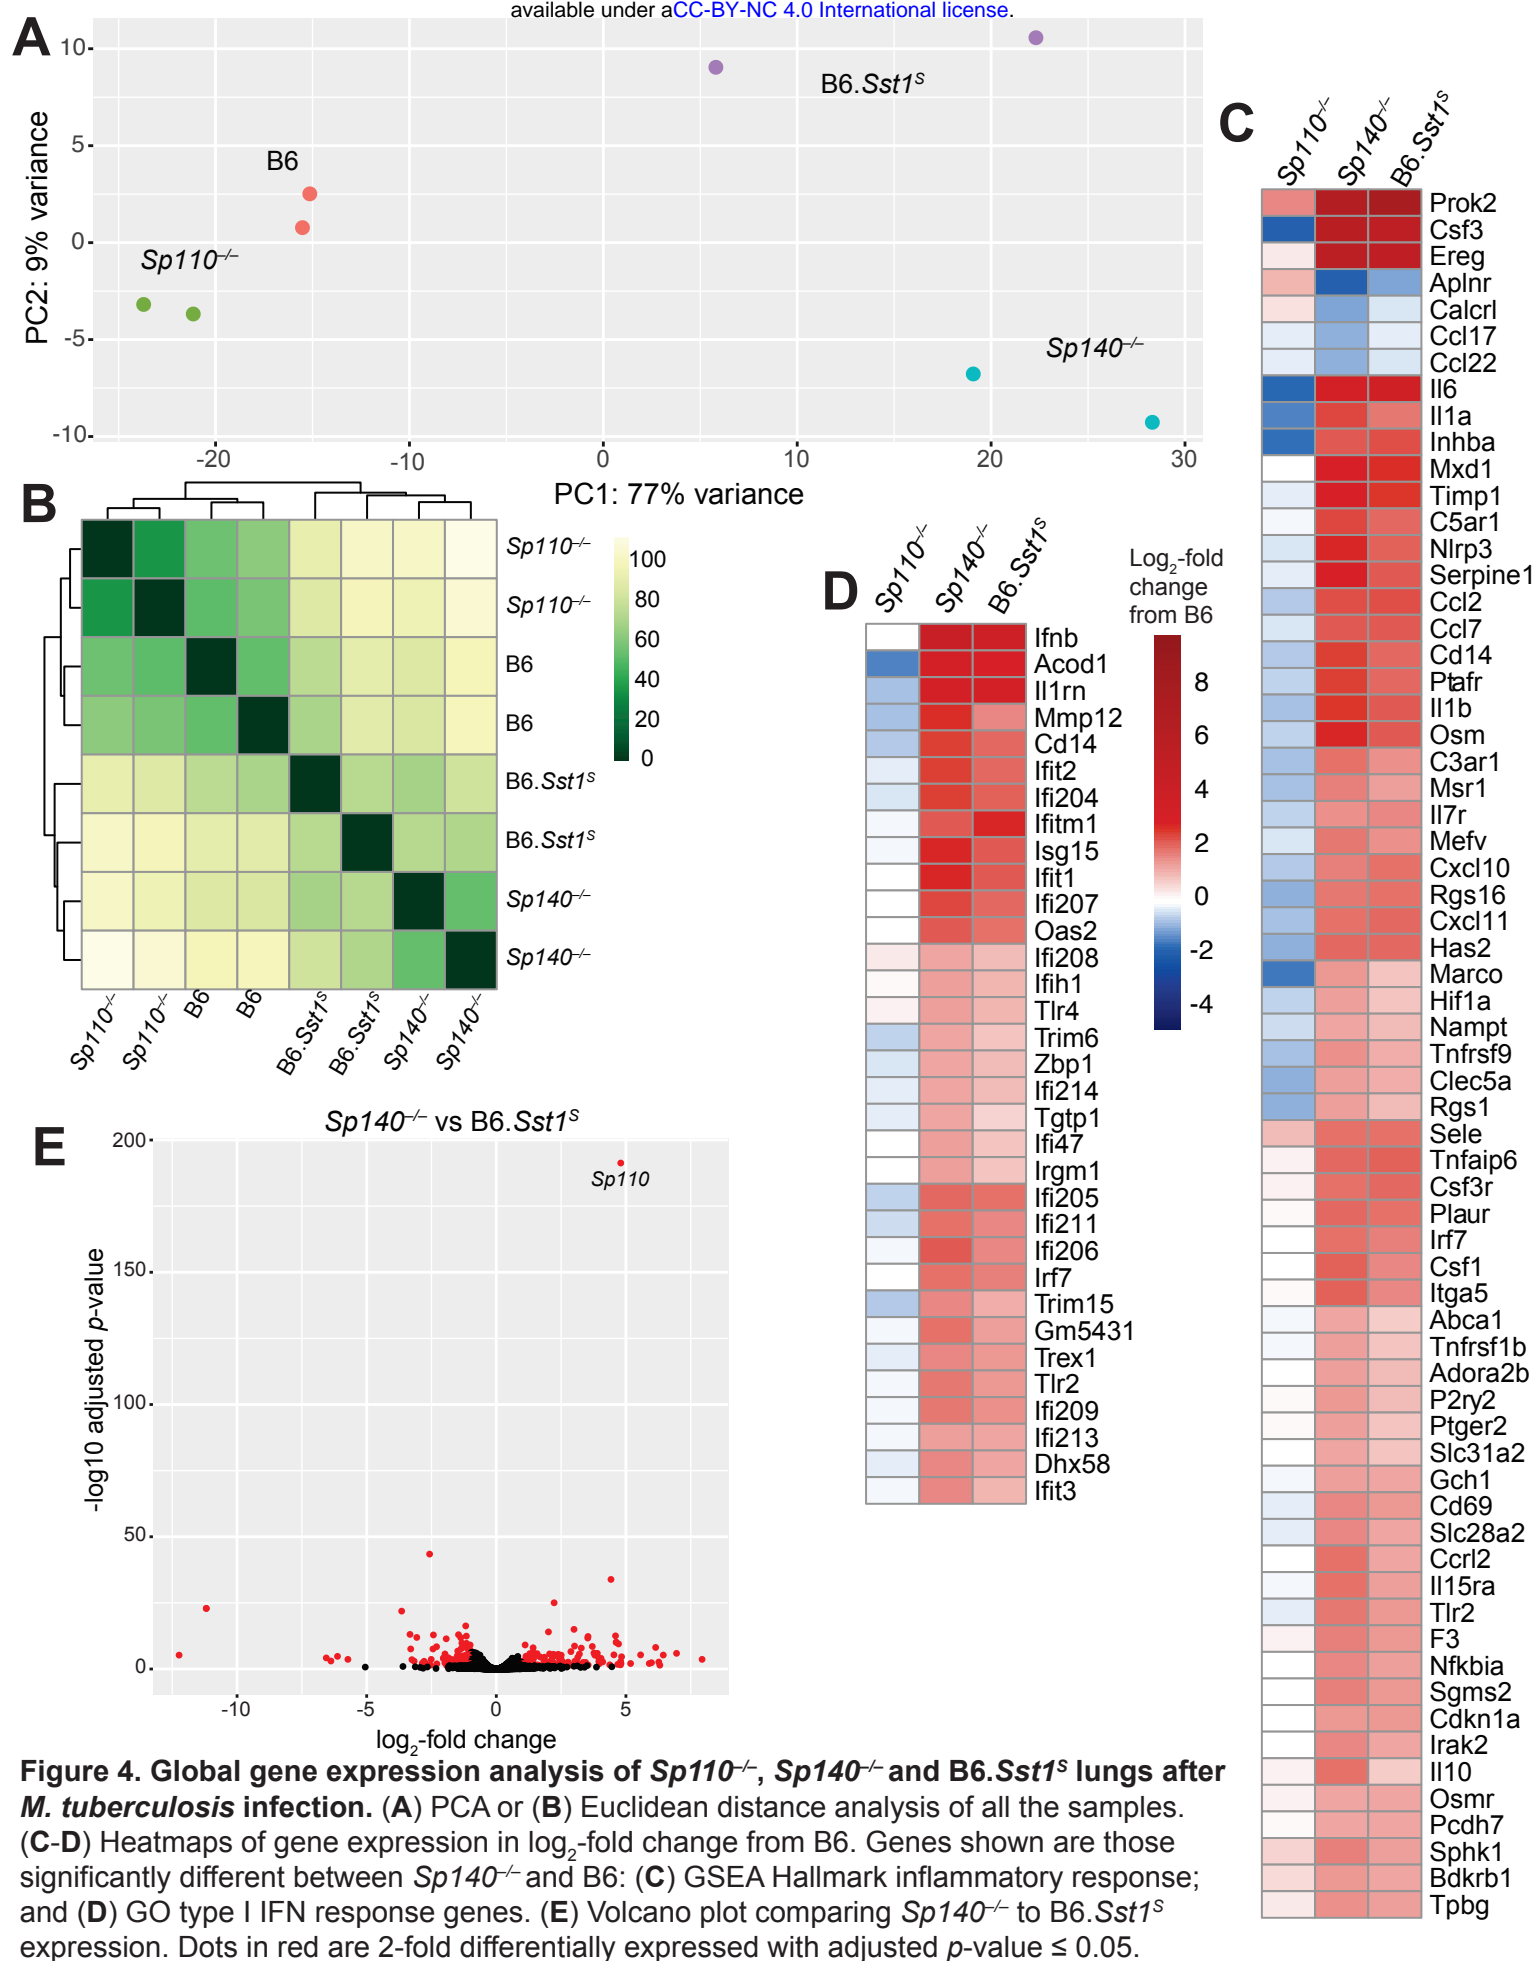 available under aCC-BY-NC 4.0 International license.
A
10
5
0
-5
-10
PC2: 9% variance
B6
Sp110–/–
B6.Sst1S
Sp140–/–
-20
-10
0
10
20
30
PC1: 77% variance
B
Sp110–/–
Sp110–/–
B6
B6
B6.Sst1S
B6.Sst1S
Sp140–/–
Sp140–/–
Sp110–/–
Sp110–/–
B6
B6
B6.Sst1S
B6.Sst1S
Sp140–/–
Sp140–/–
100
80
60
40
20
0
C
Sp110–/–
Sp140–/–
B6.Sst1S
Prok2
Csf3
Ereg
Aplnr
Calcrl
Ccl17
Ccl22
Il6
Il1a
Inhba
Mxd1
Timp1
C5ar1
Nlrp3
Serpine1
Ccl2
Ccl7
Cd14
Ptafr
Il1b
Osm
C3ar1
Msr1
Il7r
Mefv
Cxcl10
Rgs16
Cxcl11
Has2
Marco
Hif1a
Nampt
Tnfrsf9
Clec5a
Rgs1
Sele
Tnfaip6
Csf3r
Plaur
Irf7
Csf1
Itga5
Abca1
Tnfrsf1b
Adora2b
P2ry2
Ptger2
Slc31a2
Gch1
Cd69
Slc28a2
Ccrl2
Il15ra
Tlr2
F3
Nfkbia
Sgms2
Cdkn1a
Irak2
Il10
Osmr
Pcdh7
Sphk1
Bdkrb1
Tpbg
D
Sp110–/–
Sp140–/–
B6.Sst1S
Ifnb
Acod1
Il1rn
Mmp12
Cd14
Ifit2
Ifi204
Ifitm1
Isg15
Ifit1
Ifi207
Oas2
Ifi208
Ifih1
Tlr4
Trim6
Zbp1
Ifi214
Tgtp1
Ifi47
Irgm1
Ifi205
Ifi211
Ifi206
Irf7
Trim15
Gm5431
Trex1
Tlr2
Ifi209
Ifi213
Dhx58
Ifit3
Log2-fold
change
from B6
8
6
4
2
0
-2
-4
E
Sp140–/– vs B6.Sst1S
200
150
100
50
0
-log10 adjusted p-value
Sp110
-10
-5
0
5
log2-fold change
Figure 4. Global gene expression analysis of Sp110–/–, Sp140–/– and B6.Sst1S lungs after
M. tuberculosis infection. (A) PCA or (B) Euclidean distance analysis of all the samples.
(C-D) Heatmaps of gene expression in log2-fold change from B6. Genes shown are those
significantly different between Sp140–/– and B6: (C) GSEA Hallmark inflammatory response;
and (D) GO type I IFN response genes. (E) Volcano plot comparing Sp140–/– to B6.Sst1S
expression. Dots in red are 2-fold differentially expressed with adjusted p-value ≤ 0.05.